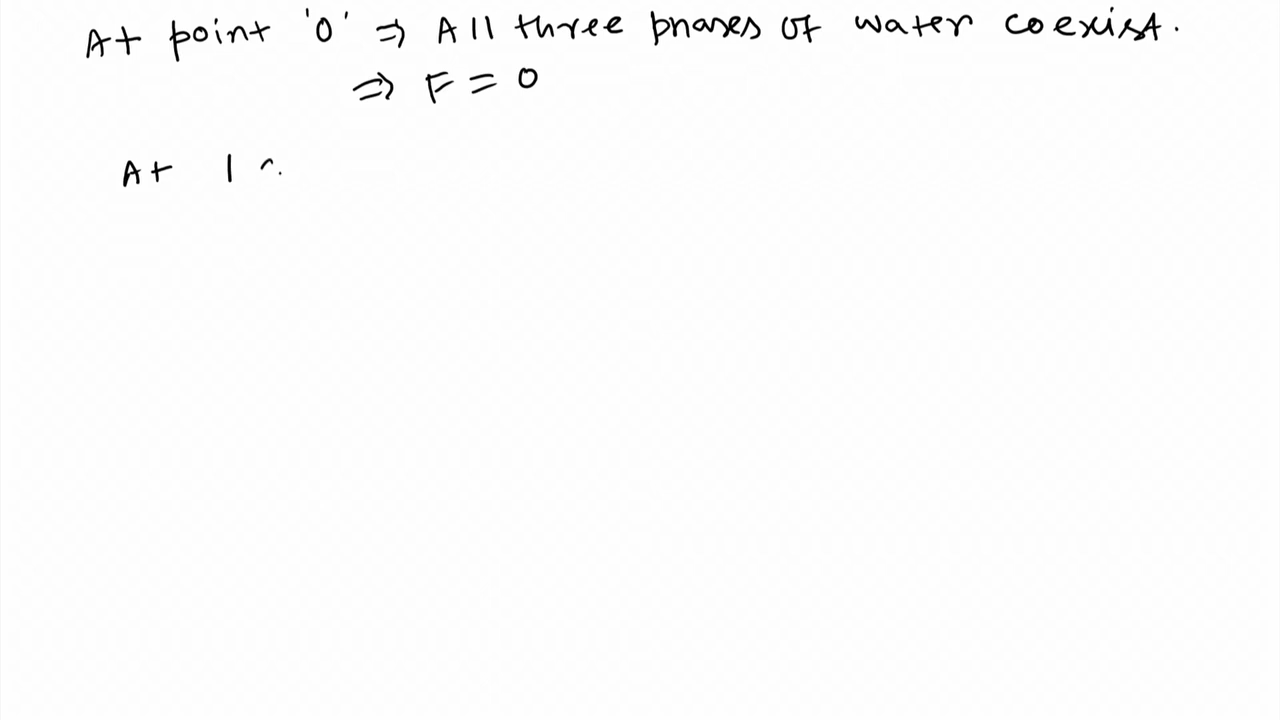 At point 'O' ⇒ All three phases of water coexist.
⇒ F = 0
At 1